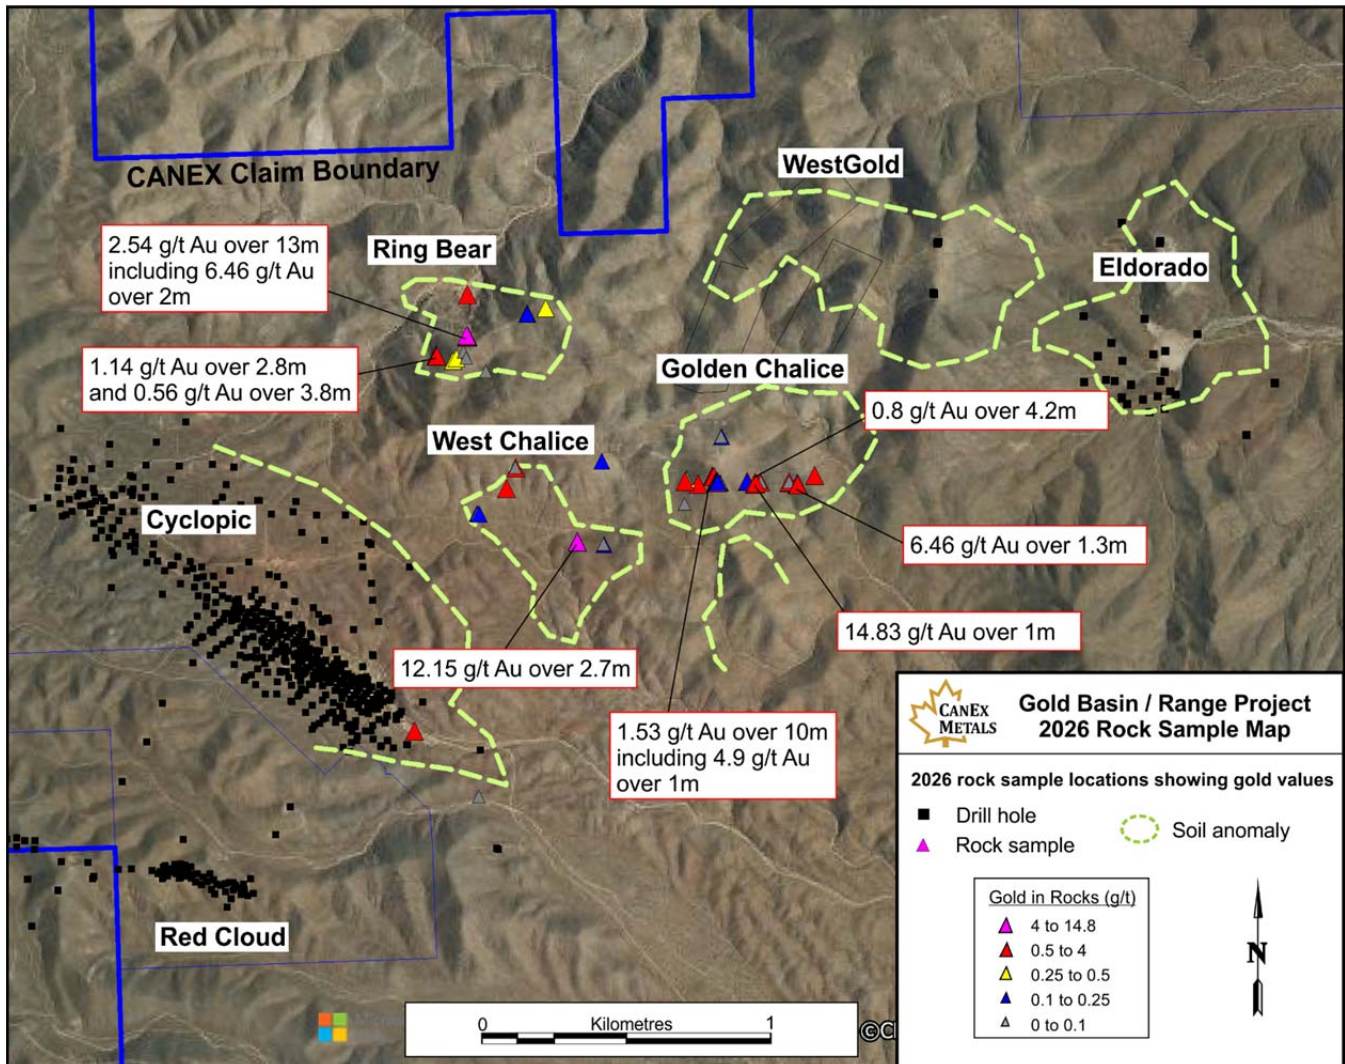 CANEX Claim Boundary
WestGold
Ring Bear
Eldorado
2.54 g/t Au over 13m
including 6.46 g/t Au
over 2m
1.14 g/t Au over 2.8m
and 0.56 g/t Au over 3.8m
Golden Chalice
0.8 g/t Au over 4.2m
West Chalice
Cyclopic
6.46 g/t Au over 1.3m
14.83 g/t Au over 1m
12.15 g/t Au over 2.7m
1.53 g/t Au over 10m
including 4.9 g/t Au
over 1m
Red Cloud
CANEX
METALS
Gold Basin / Range Project
2026 Rock Sample Map
2026 rock sample locations showing gold values
Drill hole
Rock sample
Soil anomaly
Gold in Rocks (g/t)
4 to 14.8
0.5 to 4
0.25 to 0.5
0.1 to 0.25
0 to 0.1
N
0 Kilometres 1